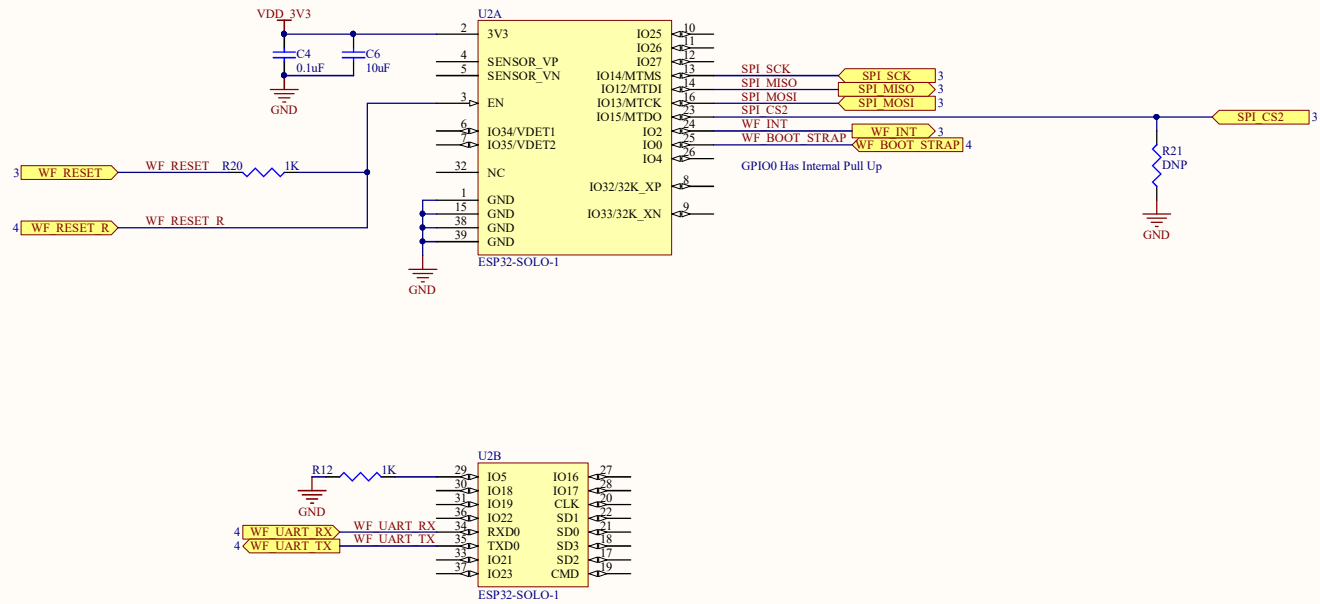 VDD_3V3
C4
0.1uF
C6
10uF
GND
U2A
2 3V3
4 SENSOR_VP
5 SENSOR_VN
3 EN
6 IO34/VDET1
7 IO35/VDET2
32 NC
1 GND
15 GND
38 GND
39 GND
IO25 10
IO26 11
IO27 12
IO14/MTMS 13 SPI_SCK SPI_SCK 3
IO12/MTDI 14 SPI_MISO SPI_MISO 3
IO13/MTCK 16 SPI_MOSI SPI_MOSI 3
IO15/MTDO 23 SPI_CS2 SPI_CS2 3
IO2 24 WF_INT WF_INT 3
IO0 25 WF_BOOT_STRAP WF_BOOT_STRAP 4
IO4 26
GPIO0 Has Internal Pull Up
IO32/32K_XP 8
IO33/32K_XN 9
ESP32-SOLO-1
3 WF_RESET WF_RESET R20 1K
4 WF_RESET_R WF_RESET_R
GND
R21
DNP
GND
U2B
R12 1K
GND
29 IO5
30 IO18
31 IO19
36 IO22
4 WF_UART_RX WF_UART_RX 34 RXD0
4 WF_UART_TX WF_UART_TX 35 TXD0
33 IO21
37 IO23
IO16 27
IO17 28
CLK 20
SD1 22
SD0 21
SD3 18
SD2 17
CMD 19
ESP32-SOLO-1